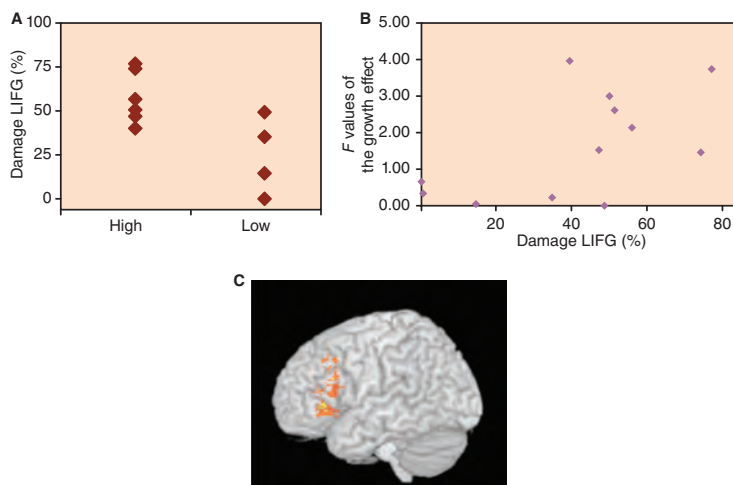 A
100
75
50
25
0
Damage LIFG (%)
High
Low
B
5.00
4.00
3.00
2.00
1.00
0.00
F values of
the growth effect
20
40
60
80
Damage LIFG (%)
C